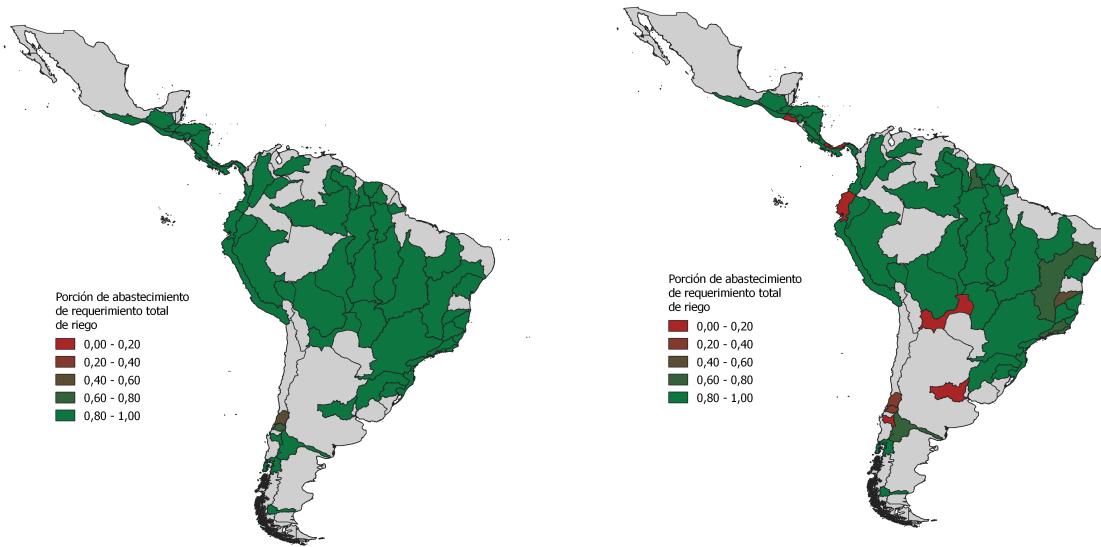 Porción de abastecimiento
de requerimiento total
de riego
0,00 - 0,20
0,20 - 0,40
0,40 - 0,60
0,60 - 0,80
0,80 - 1,00
Porción de abastecimiento
de requerimiento total
de riego
0,00 - 0,20
0,20 - 0,40
0,40 - 0,60
0,60 - 0,80
0,80 - 1,00